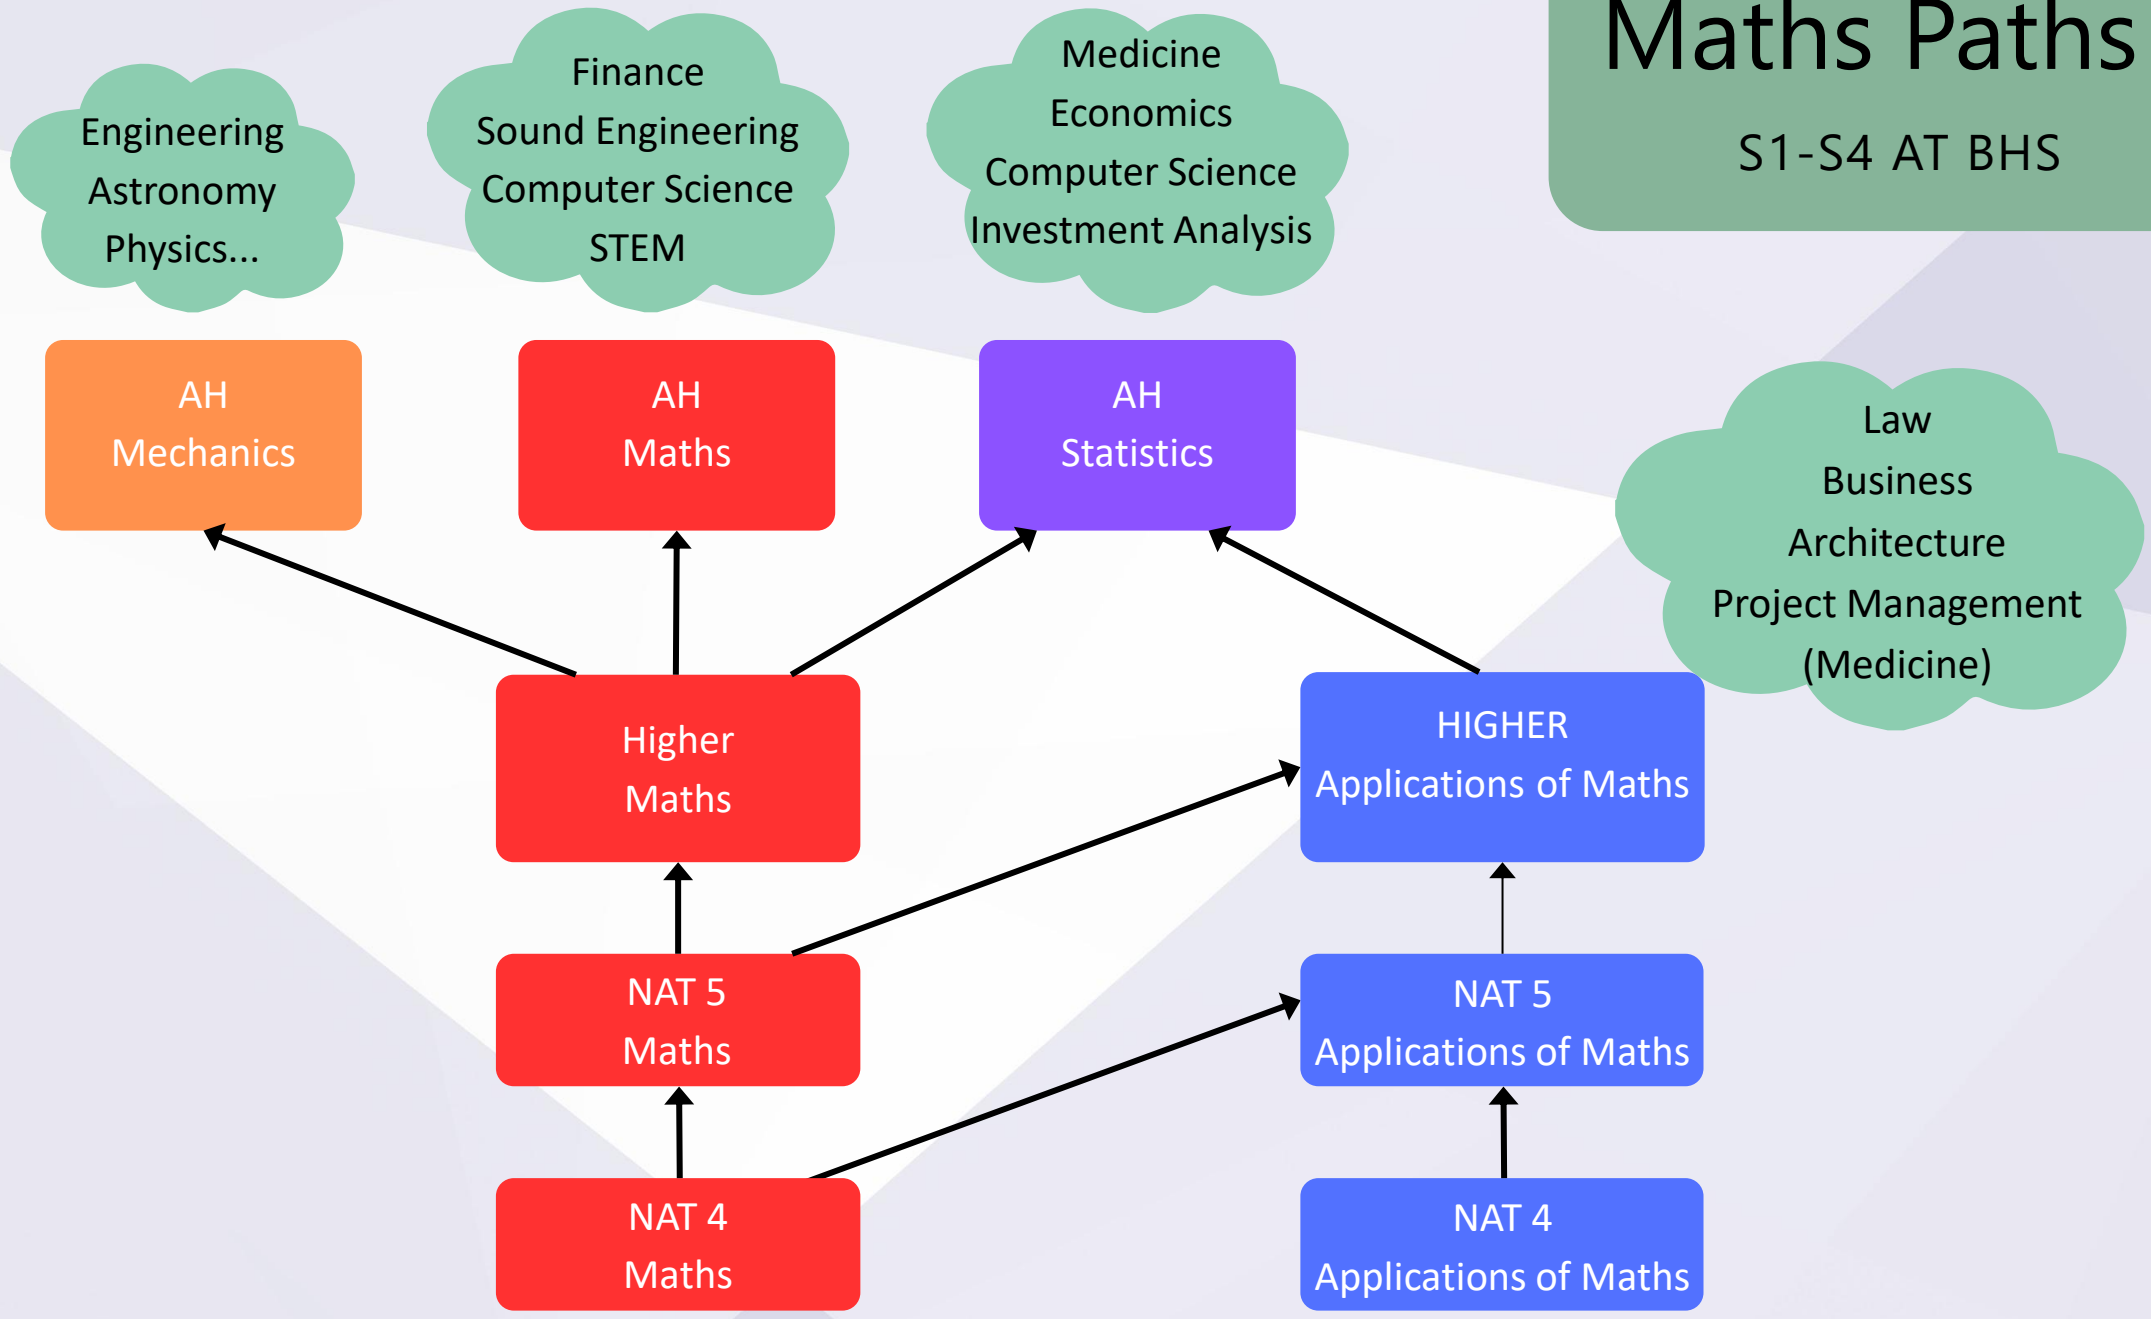 Maths Paths
S1-S4 AT BHS
Engineering
Astronomy
Physics...
Finance
Sound Engineering
Computer Science
STEM
Medicine
Economics
Computer Science
Investment Analysis
AH
Mechanics
AH
Maths
AH
Statistics
Law
Business
Architecture
Project Management
(Medicine)
Higher
Maths
HIGHER
Applications of Maths
NAT 5
Maths
NAT 5
Applications of Maths
NAT 4
Maths
NAT 4
Applications of Maths